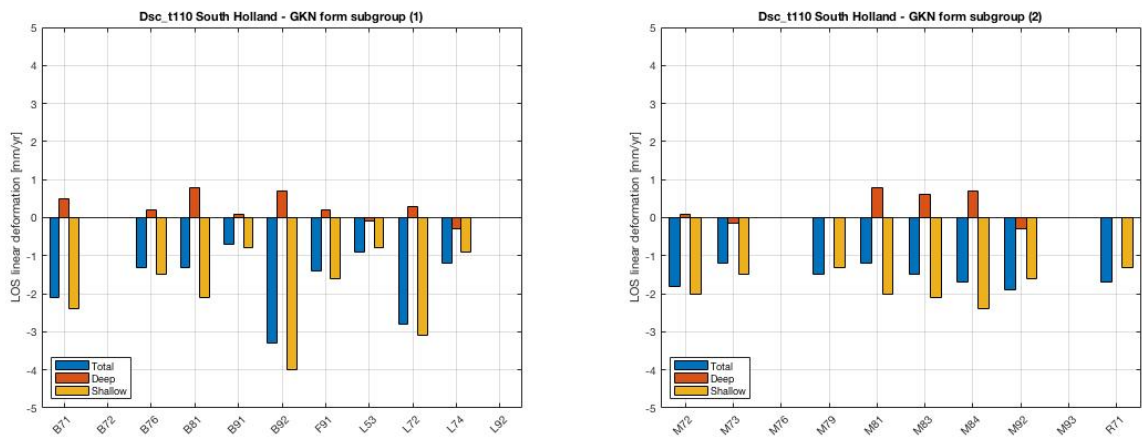 Dsc_t110 South Holland - GKN form subgroup (1)
LOS linear deformation [mm/yr]
5
4
3
2
1
0
-1
-2
-3
-4
-5
Total
Deep
Shallow
B71 B72 B76 B81 B91 B92 F91 L53 L72 L74 L92
Dsc_t110 South Holland - GKN form subgroup (2)
LOS linear deformation [mm/yr]
5
4
3
2
1
0
-1
-2
-3
-4
-5
Total
Deep
Shallow
M72 M73 M76 M79 M81 M83 M84 M92 M93 R71